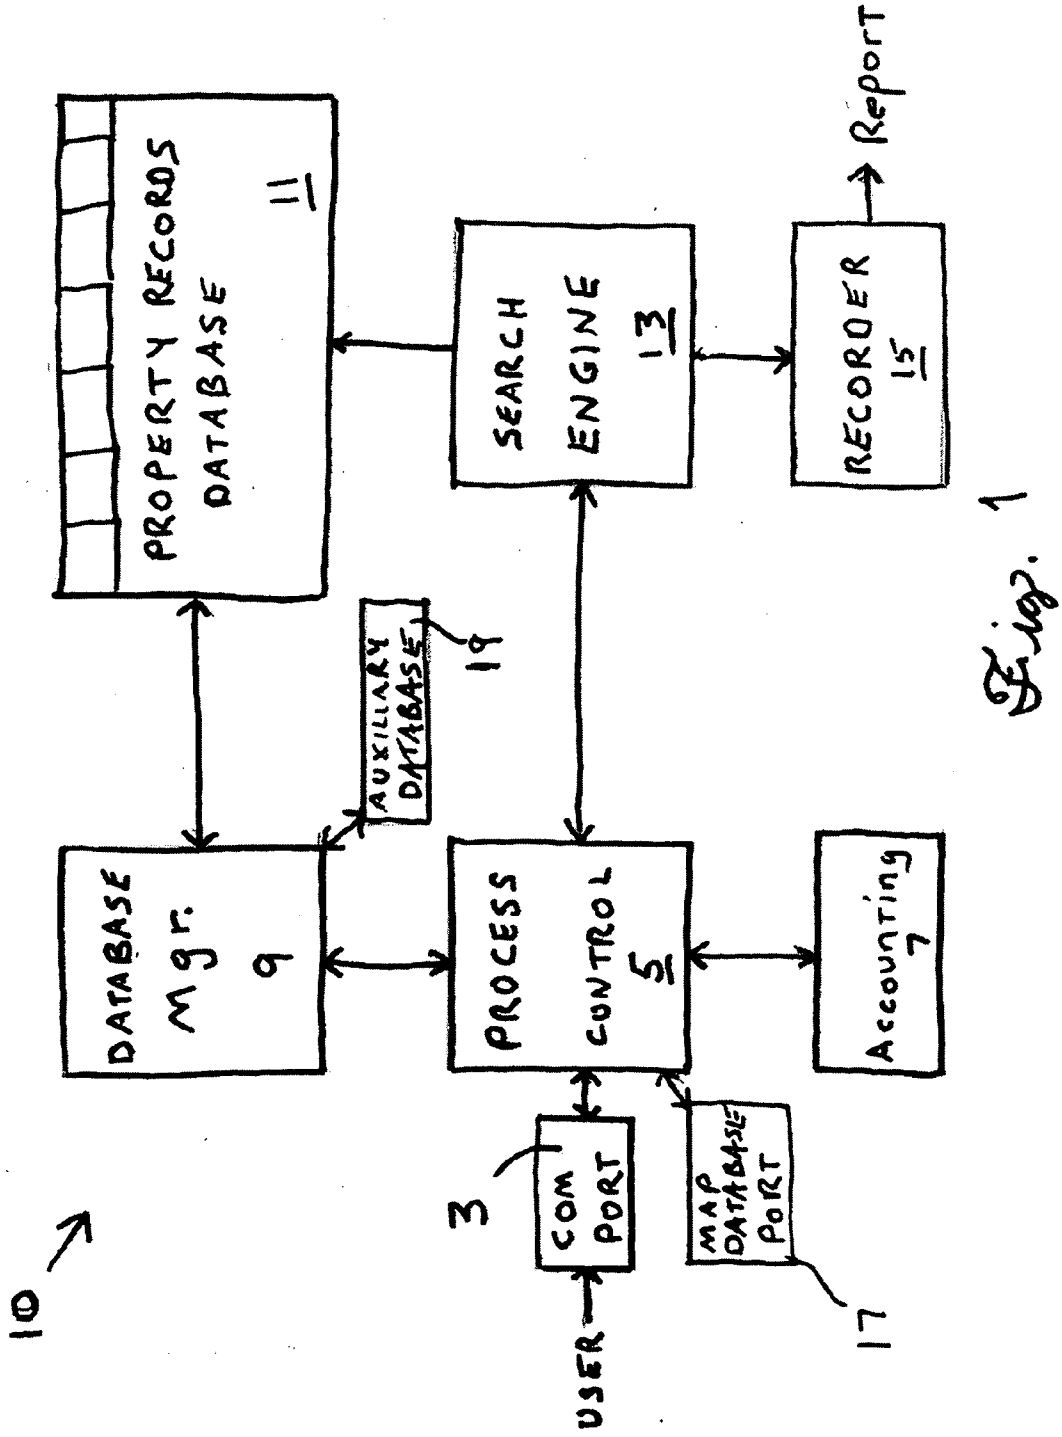 10
DATABASE
Mgr.
9
PROPERTY RECORDS
DATABASE
11
AUXILIARY
DATABASE
19
3
COM
PORT
USER
PROCESS
CONTROL
5
SEARCH
ENGINE
13
MAP
DATABASE
PORT
17
Accounting
7
RECORDER
15
Report
Fig. 1